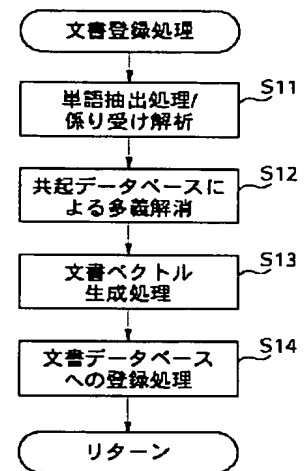 文書登録処理
S11
単語抽出処理/
係り受け解析
S12
共起データベースに
よる多義解消
S13
文書ベクトル
生成処理
S14
文書データベース
への登録処理
リターン